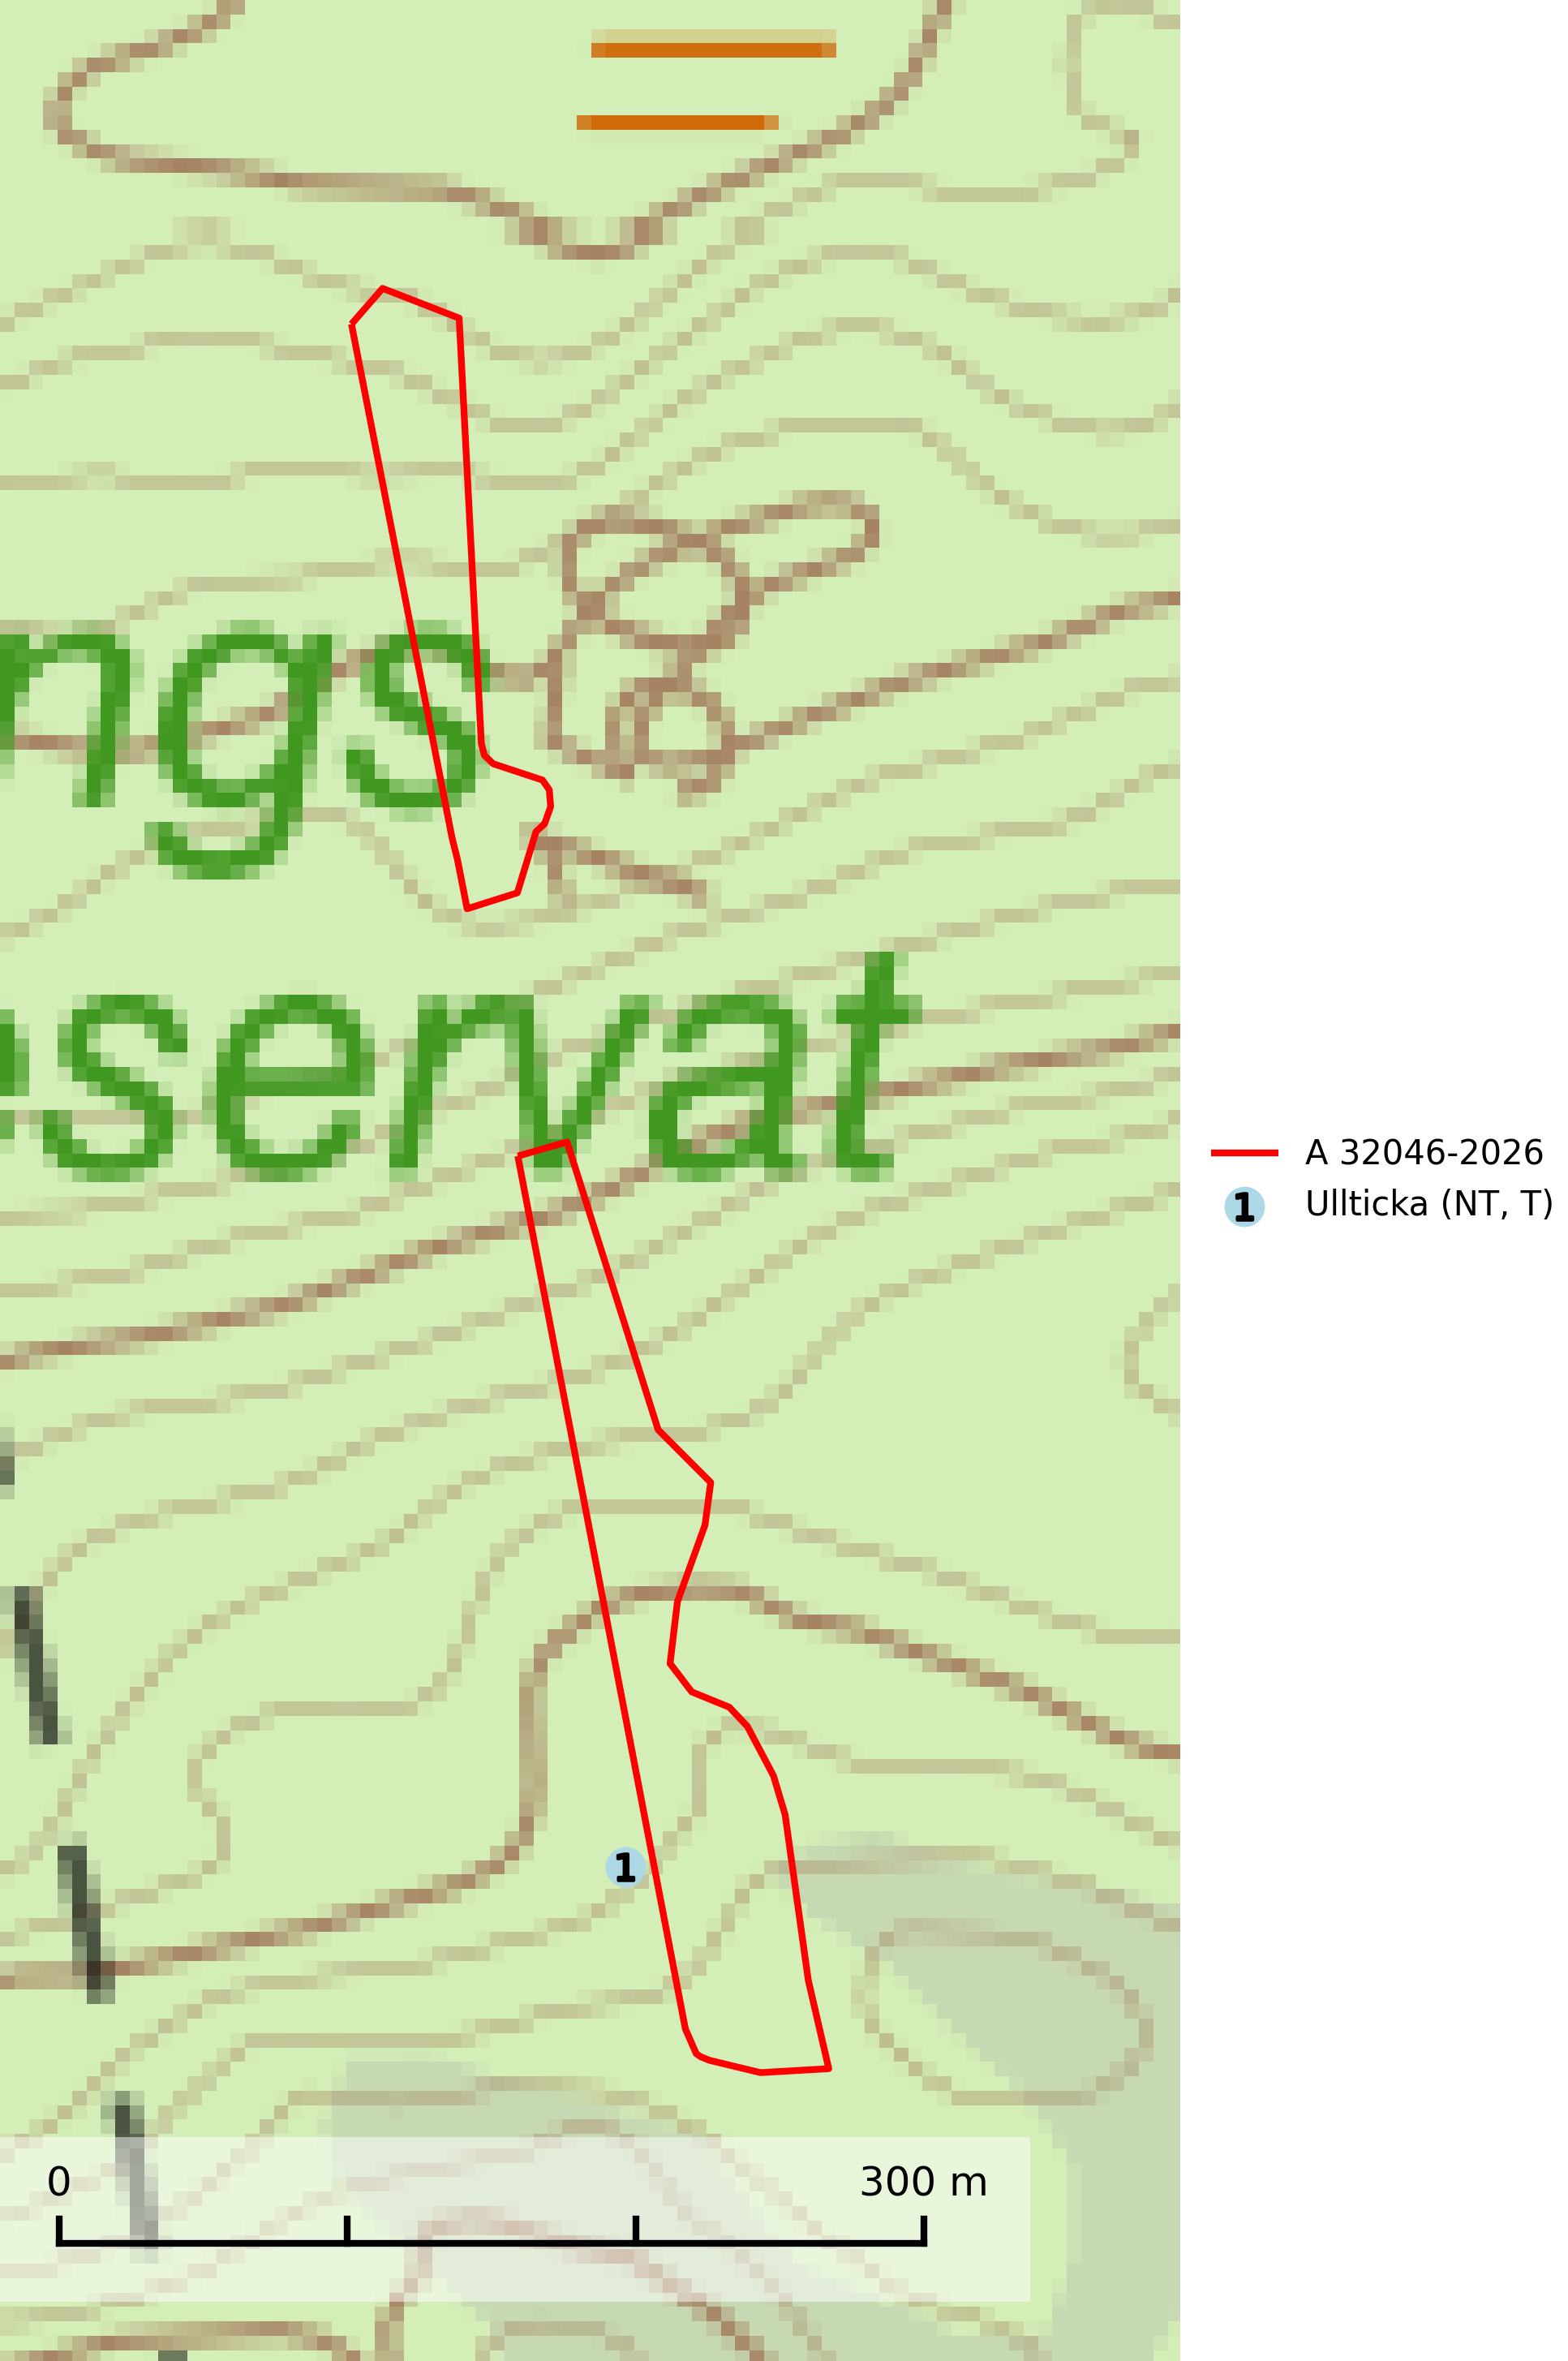 ngs
servat
A 32046-2026
1 Ullticka (NT, T)
1
0 300 m